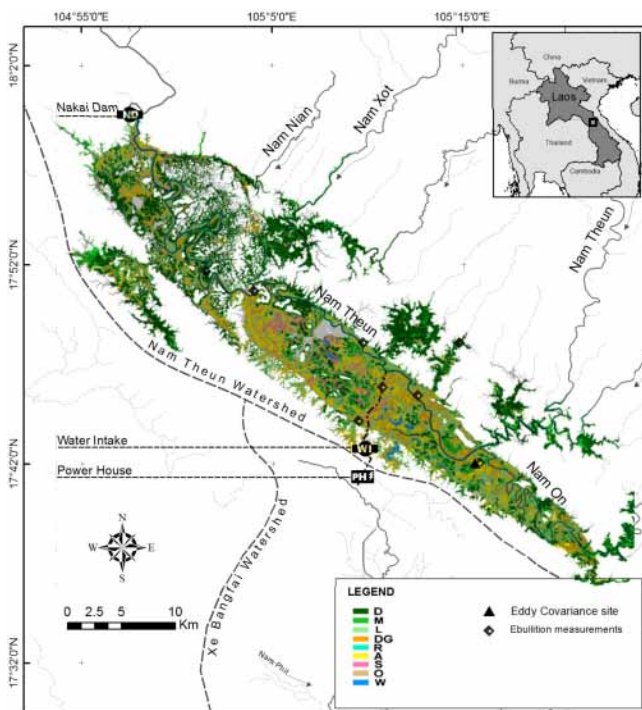 104°55'0"E
105°5'0"E
105°15'0"E
18°2'0"N
17°52'0"N
17°42'0"N
17°32'0"N
China
Burma
Vietnam
Laos
Thailand
Cambodia
Nakai Dam
ND
Nam Nian
Nam Xot
Nam Theun
Nam Theun
Nam Theun Watershed
Water Intake
WI
Power House
PH
Nam On
Xe Bangfai Watershed
Nam Phit
N
W
E
S
0 2.5 5 10
Km
LEGEND
D
M
L
DG
R
A
S
O
W
Eddy Covariance site
Ebullition measurements